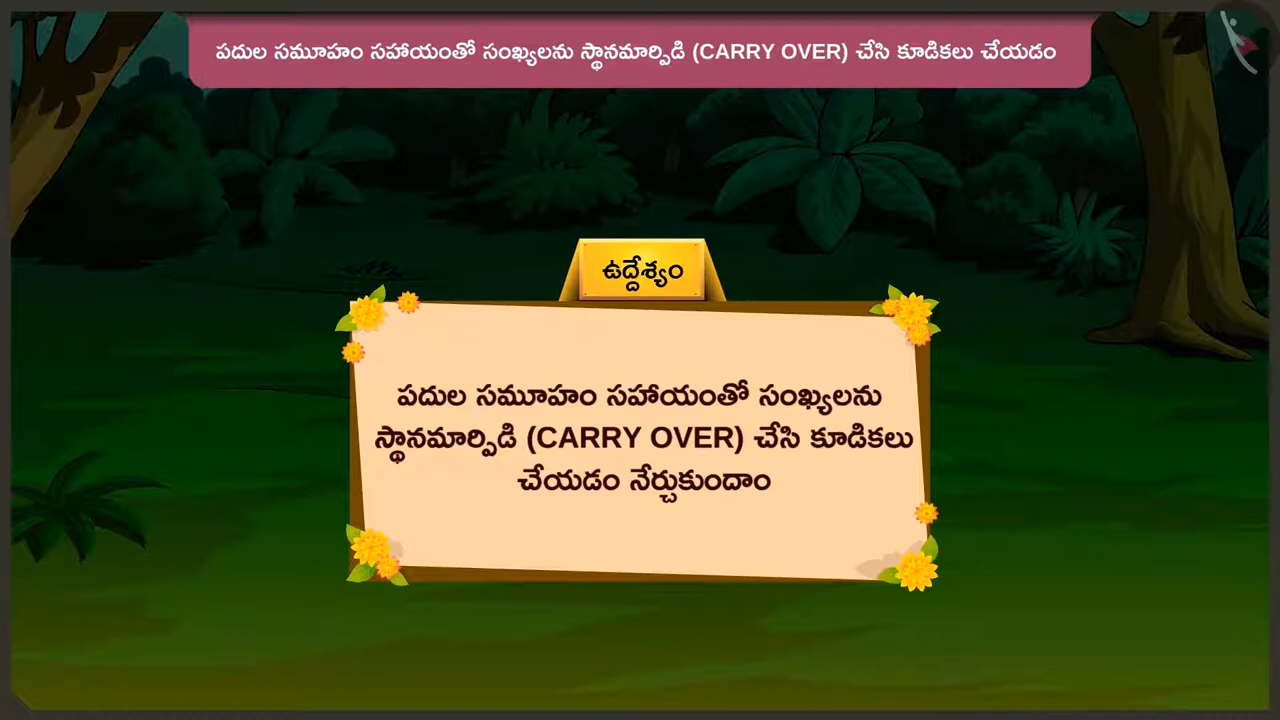 పదుల సమూహం సహాయంతో సంఖ్యలను స్థానమార్పిడి (CARRY OVER) చేసి కూడికలు చేయడం
ఉద్దేశ్యం
పదుల సమూహం సహాయంతో సంఖ్యలను
స్థానమార్పిడి (CARRY OVER) చేసి కూడికలు
చేయడం నేర్చుకుందాం